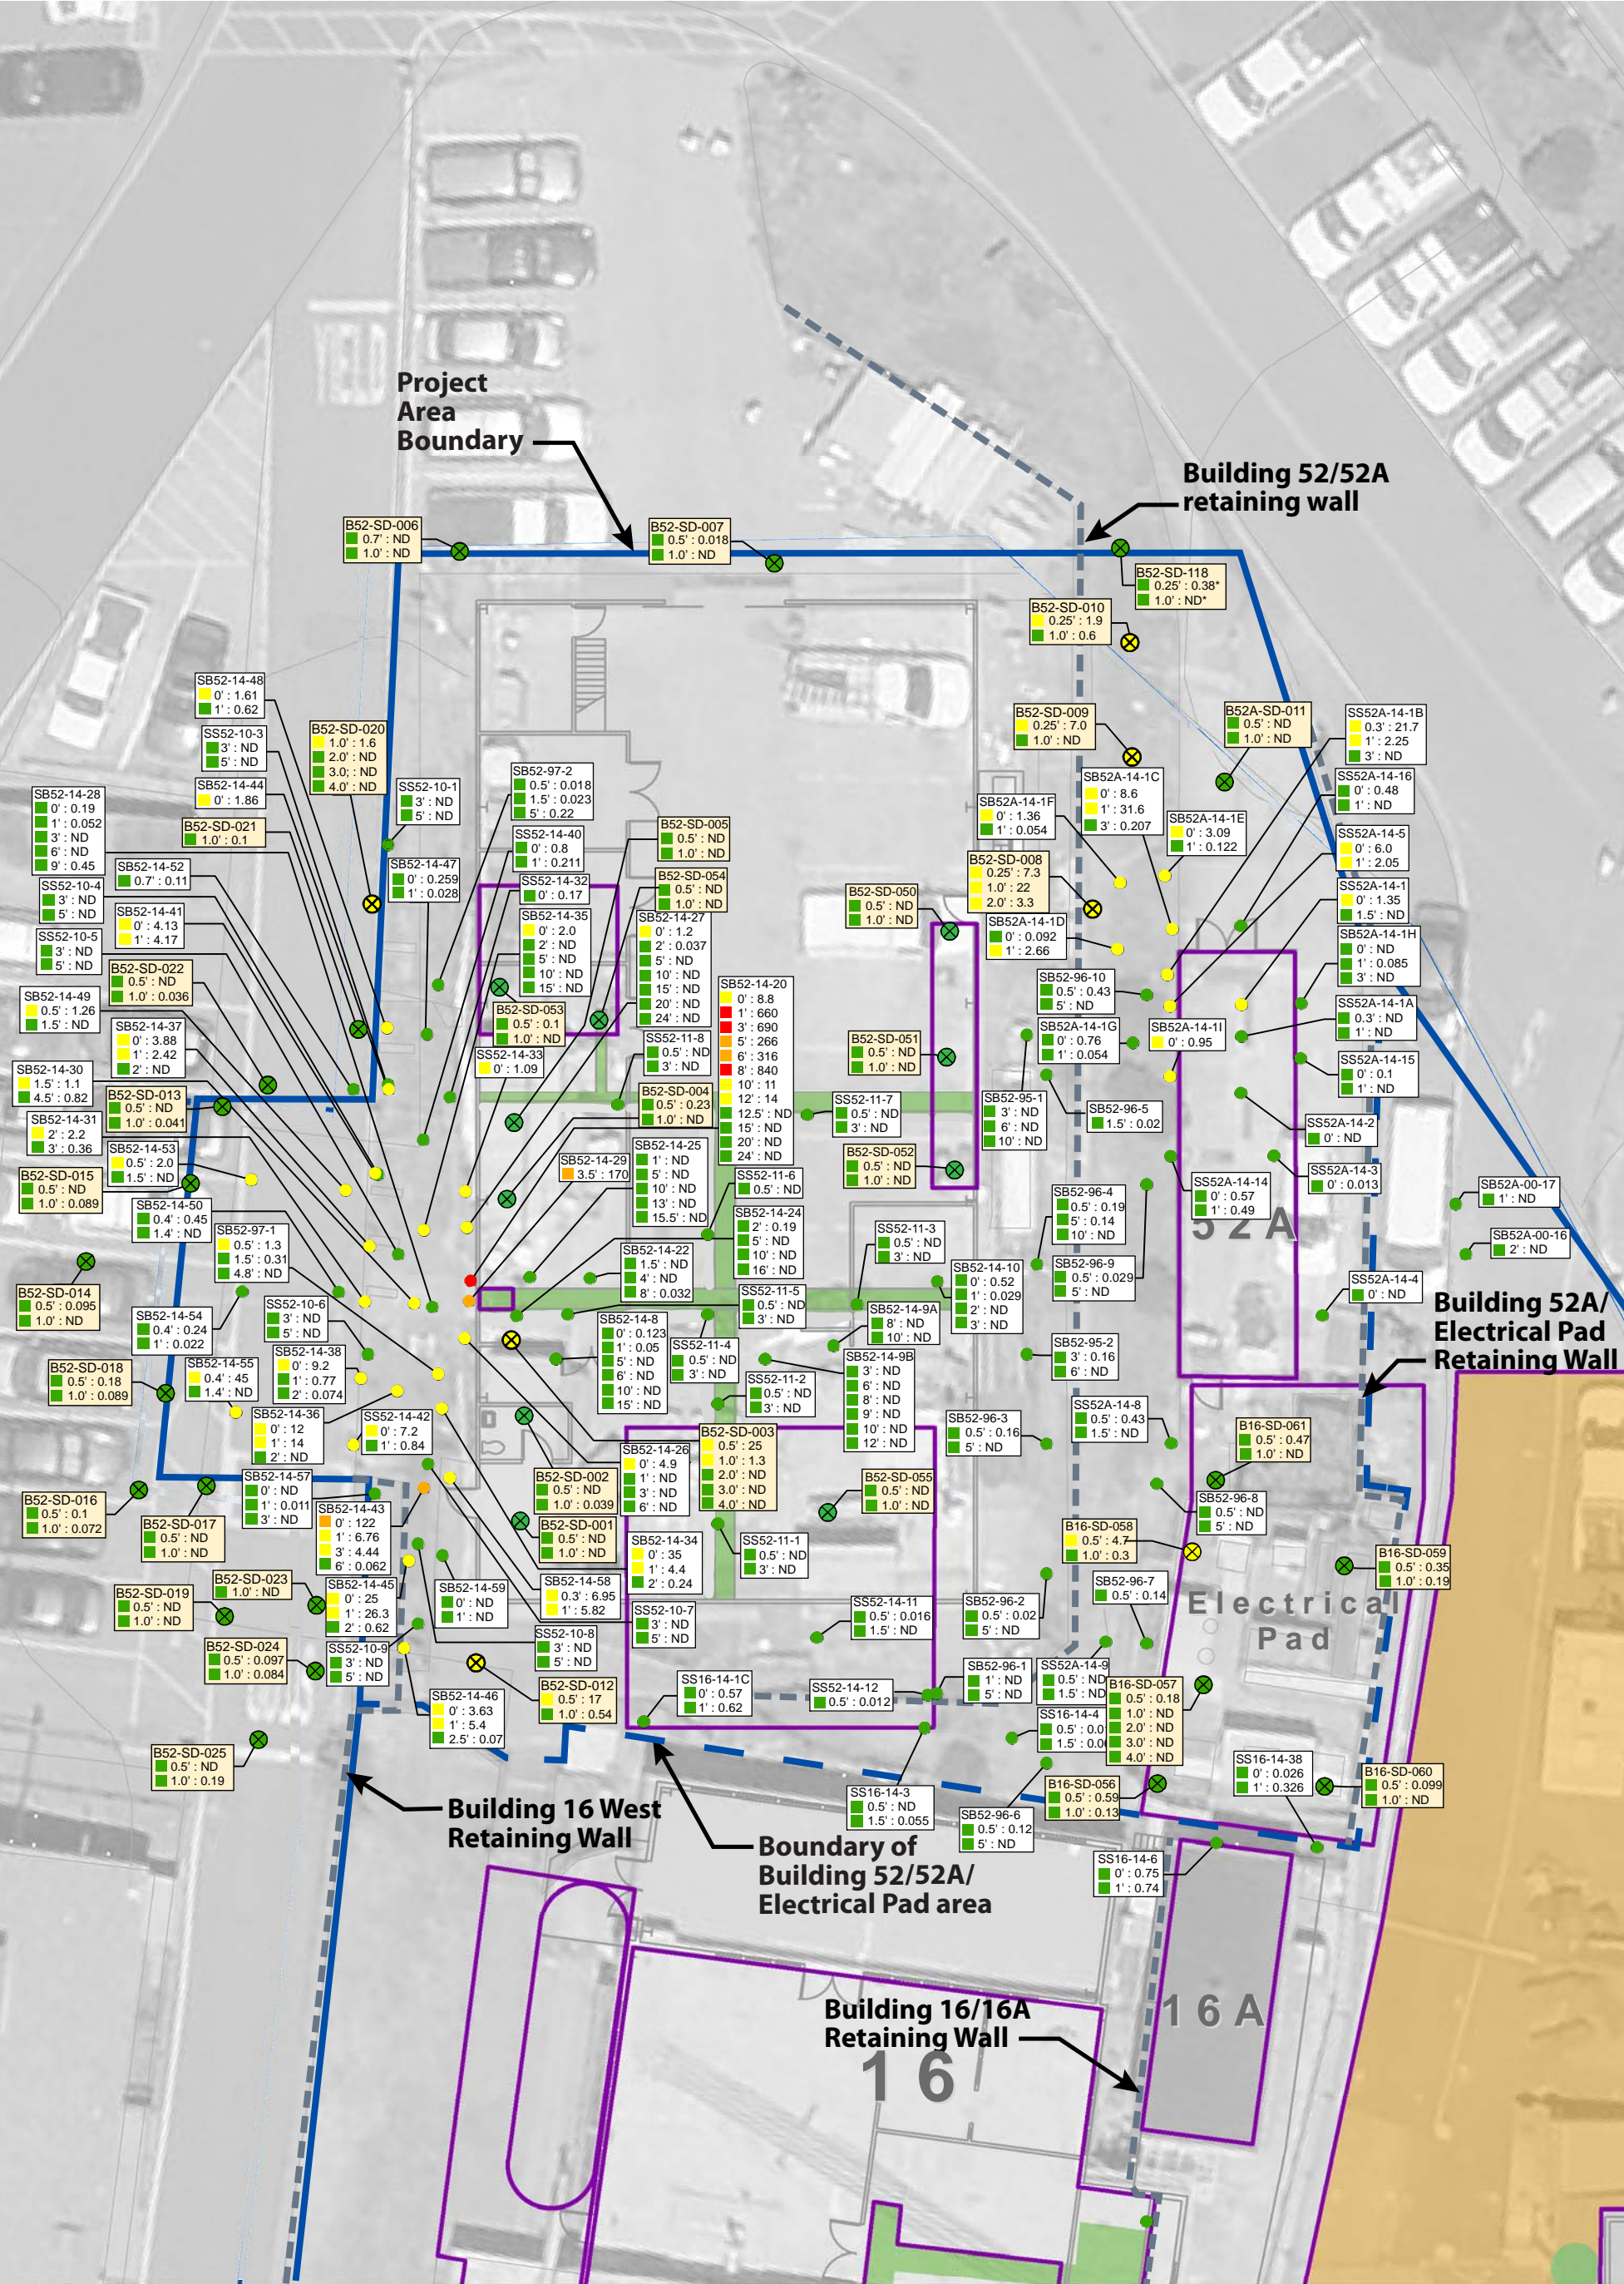 Project
Area
Boundary
Building 52/52A
retaining wall
B52-SD-006
0.7' : ND
1.0' : ND
B52-SD-007
0.5' : 0.018
1.0' : ND
B52-SD-118
0.25' : 0.38*
1.0' : ND*
B52-SD-010
0.25' : 1.9
1.0' : 0.6
SB52-14-48
0' : 1.61
1' : 0.62
SS52-10-3
3' : ND
5' : ND
SB52-14-44
0' : 1.86
B52-SD-021
1.0' : 0.1
B52-SD-020
1.0' : 1.6
2.0' : ND
3.0; : ND
4.0' : ND
SS52-10-1
3' : ND
5' : ND
SB52-97-2
0.5' : 0.018
1.5' : 0.023
5' : 0.22
B52-SD-009
0.25' : 7.0
1.0' : ND
B52A-SD-011
0.5' : ND
1.0' : ND
SS52A-14-1B
0.3' : 21.7
1' : 2.25
3' : ND
SB52A-14-1C
0' : 8.6
1' : 31.6
3' : 0.207
SS52A-14-16
0' : 0.48
1' : ND
SB52-14-28
0' : 0.19
1' : 0.052
3' : ND
6' : ND
9' : 0.45
SB52A-14-1F
0' : 1.36
1' : 0.054
SB52A-14-1E
0' : 3.09
1' : 0.122
SS52A-14-5
0' : 6.0
1' : 2.05
SS52-14-40
0' : 0.8
1' : 0.211
B52-SD-005
0.5' : ND
1.0' : ND
SB52-14-52
0.7' : 0.11
SB52-14-47
0' : 0.259
1' : 0.028
B52-SD-008
0.25' : 7.3
1.0' : 22
2.0' : 3.3
SS52-10-4
3' : ND
5' : ND
SS52-14-32
0' : 0.17
B52-SD-054
0.5' : ND
1.0' : ND
B52-SD-050
0.5' : ND
1.0' : ND
SS52A-14-1
0' : 1.35
1.5' : ND
SB52-14-41
0' : 4.13
1' : 4.17
SB52-14-35
0' : 2.0
2' : ND
5' : ND
10' : ND
15' : ND
SB52-14-27
0' : 1.2
2' : 0.037
5' : ND
10' : ND
15' : ND
20' : ND
24' : ND
SB52A-14-1D
0' : 0.092
1' : 2.66
SB52A-14-1H
0' : ND
1' : 0.085
3' : ND
SS52-10-5
3' : ND
5' : ND
B52-SD-022
0.5' : ND
1.0' : 0.036
SB52-14-20
0' : 8.8
1' : 660
3' : 690
5' : 266
6' : 316
8' : 840
10' : 11
12' : 14
12.5' : ND
15' : ND
20' : ND
24' : ND
SB52-96-10
0.5' : 0.43
5' : ND
SB52-14-49
0.5' : 1.26
1.5' : ND
B52-SD-053
0.5' : 0.1
1.0' : ND
SS52A-14-1A
0.3' : ND
1' : ND
SB52-14-37
0' : 3.88
1' : 2.42
2' : ND
SS52-11-8
0.5' : ND
3' : ND
B52-SD-051
0.5' : ND
1.0' : ND
SB52A-14-1G
0' : 0.76
1' : 0.054
SB52A-14-1I
0' : 0.95
SS52-14-33
0' : 1.09
SS52A-14-15
0' : 0.1
1' : ND
SB52-14-30
1.5' : 1.1
4.5' : 0.82
B52-SD-013
0.5' : ND
1.0' : 0.041
B52-SD-004
0.5' : 0.23
1.0' : ND
SS52-11-7
0.5' : ND
3' : ND
SB52-95-1
3' : ND
6' : ND
10' : ND
SB52-96-5
1.5' : 0.02
SS52A-14-2
0' : ND
SB52-14-31
2' : 2.2
3' : 0.36
SB52-14-53
0.5' : 2.0
1.5' : ND
SB52-14-25
1' : ND
5' : ND
10' : ND
13' : ND
15.5' : ND
SB52-14-29
3.5' : 170
B52-SD-052
0.5' : ND
1.0' : ND
B52-SD-015
0.5' : ND
1.0' : 0.089
SS52-11-6
0.5' : ND
SS52A-14-3
0' : 0.013
SS52A-14-14
0' : 0.57
1' : 0.49
SB52A-00-17
1' : ND
SB52-96-4
0.5' : 0.19
5' : 0.14
10' : ND
52A
SB52-14-50
0.4' : 0.45
1.4' : ND
SB52-14-24
2' : 0.19
5' : ND
10' : ND
16' : ND
SS52-11-3
0.5' : ND
3' : ND
SB52-97-1
0.5' : 1.3
1.5' : 0.31
4.8' : ND
SB52A-00-16
2' : ND
SB52-14-22
1.5' : ND
4' : ND
8' : 0.032
SB52-96-9
0.5' : 0.029
5' : ND
SB52-14-10
0' : 0.52
1' : 0.029
2' : ND
3' : ND
SS52A-14-4
0' : ND
B52-SD-014
0.5' : 0.095
1.0' : ND
SS52-11-5
0.5' : ND
3' : ND
Building 52A/
Electrical Pad
Retaining Wall
SS52-10-6
3' : ND
5' : ND
SB52-14-54
0.4' : 0.24
1' : 0.022
SB52-14-9A
8' : ND
10' : ND
SB52-14-8
0' : 0.123
1' : 0.05
5' : ND
6' : ND
10' : ND
15' : ND
SS52-11-4
0.5' : ND
3' : ND
SB52-95-2
3' : 0.16
6' : ND
SB52-14-38
0' : 9.2
1' : 0.77
2' : 0.074
SB52-14-9B
3' : ND
6' : ND
8' : ND
9' : ND
10' : ND
12' : ND
B52-SD-018
0.5' : 0.18
1.0' : 0.089
SB52-14-55
0.4' : 45
1.4' : ND
SS52-11-2
0.5' : ND
3' : ND
SS52A-14-8
0.5' : 0.43
1.5' : ND
SB52-14-36
0' : 12
1' : 14
2' : ND
SS52-14-42
0' : 7.2
1' : 0.84
SB52-96-3
0.5' : 0.16
5' : ND
B16-SD-061
0.5' : 0.47
1.0' : ND
B52-SD-003
0.5' : 25
1.0' : 1.3
2.0' : ND
3.0' : ND
4.0' : ND
SB52-14-26
0' : 4.9
1' : ND
3' : ND
6' : ND
SB52-14-57
0' : ND
1' : 0.011
3' : ND
B52-SD-002
0.5' : ND
1.0' : 0.039
B52-SD-055
0.5' : ND
1.0' : ND
B52-SD-016
0.5' : 0.1
1.0' : 0.072
SB52-96-8
0.5' : ND
5' : ND
SB52-14-43
0' : 122
1' : 6.76
3' : 4.44
6' : 0.062
B52-SD-017
0.5' : ND
1.0' : ND
B52-SD-001
0.5' : ND
1.0' : ND
B16-SD-058
0.5' : 4.7
1.0' : 0.3
SB52-14-34
0' : 35
1' : 4.4
2' : 0.24
SS52-11-1
0.5' : ND
3' : ND
B16-SD-059
0.5' : 0.35
1.0' : 0.19
B52-SD-023
1.0' : ND
B52-SD-019
0.5' : ND
1.0' : ND
SB52-14-45
0' : 25
1' : 26.3
2' : 0.62
SB52-14-59
0' : ND
1' : ND
SB52-14-58
0.3' : 6.95
1' : 5.82
SB52-96-7
0.5' : 0.14
Electrical
Pad
SB52-96-2
0.5' : 0.02
5' : ND
SS52-14-11
0.5' : 0.016
1.5' : ND
SS52-10-7
3' : ND
5' : ND
SS52-10-8
3' : ND
5' : ND
B52-SD-024
0.5' : 0.097
1.0' : 0.084
SS52-10-9
3' : ND
5' : ND
SS16-14-1C
0' : 0.57
1' : 0.62
SS52-14-12
0.5' : 0.012
SB52-96-1
1' : ND
5' : ND
SS52A-14-9
0.5' : ND
1.5' : ND
B16-SD-057
0.5' : 0.18
1.0' : ND
2.0' : ND
3.0' : ND
4.0' : ND
B52-SD-012
0.5' : 17
1.0' : 0.54
SB52-14-46
0' : 3.63
1' : 5.4
2.5' : 0.07
SS16-14-4
0.5' : 0.0
1.5' : 0.0
B52-SD-025
0.5' : ND
1.0' : 0.19
SS16-14-38
0' : 0.026
1' : 0.326
B16-SD-060
0.5' : 0.099
1.0' : ND
B16-SD-056
0.5' : 0.59
1.0' : 0.13
SS16-14-3
0.5' : ND
1.5' : 0.055
SB52-96-6
0.5' : 0.12
5' : ND
Building 16 West
Retaining Wall
Boundary of
Building 52/52A/
Electrical Pad area
SS16-14-6
0' : 0.75
1' : 0.74
Building 16/16A
Retaining Wall
16A
16